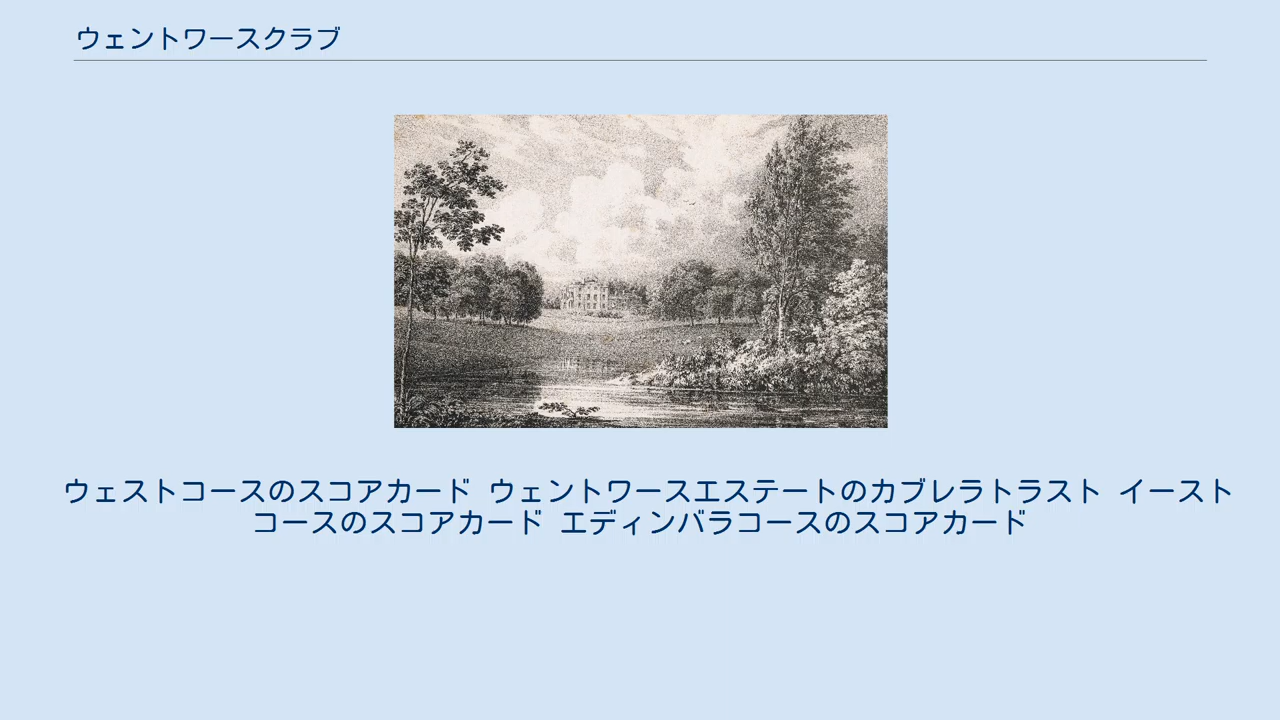 ウェントワースクラブ
ウェストコースのスコアカード ウェントワースエステートのカブレラトラスト イースト
コースのスコアカード エディンバラコースのスコアカード